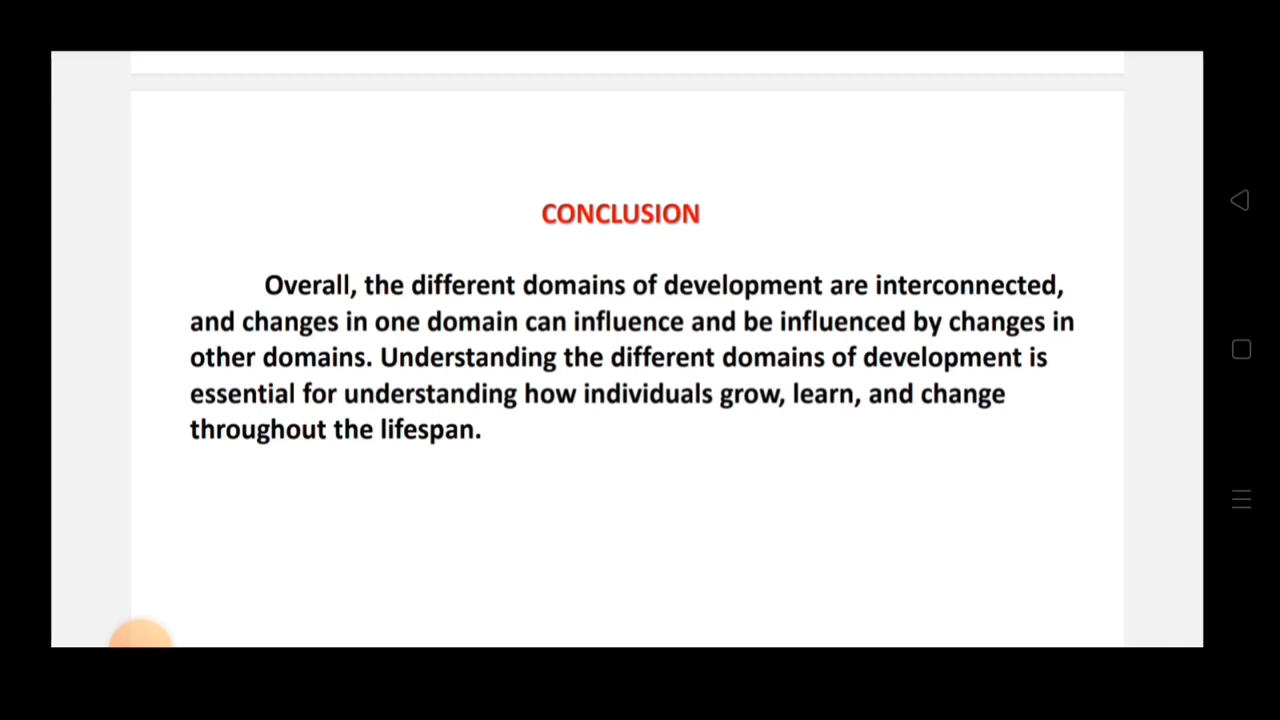 CONCLUSION
Overall, the different domains of development are interconnected,
and changes in one domain can influence and be influenced by changes in
other domains. Understanding the different domains of development is
essential for understanding how individuals grow, learn, and change
throughout the lifespan.